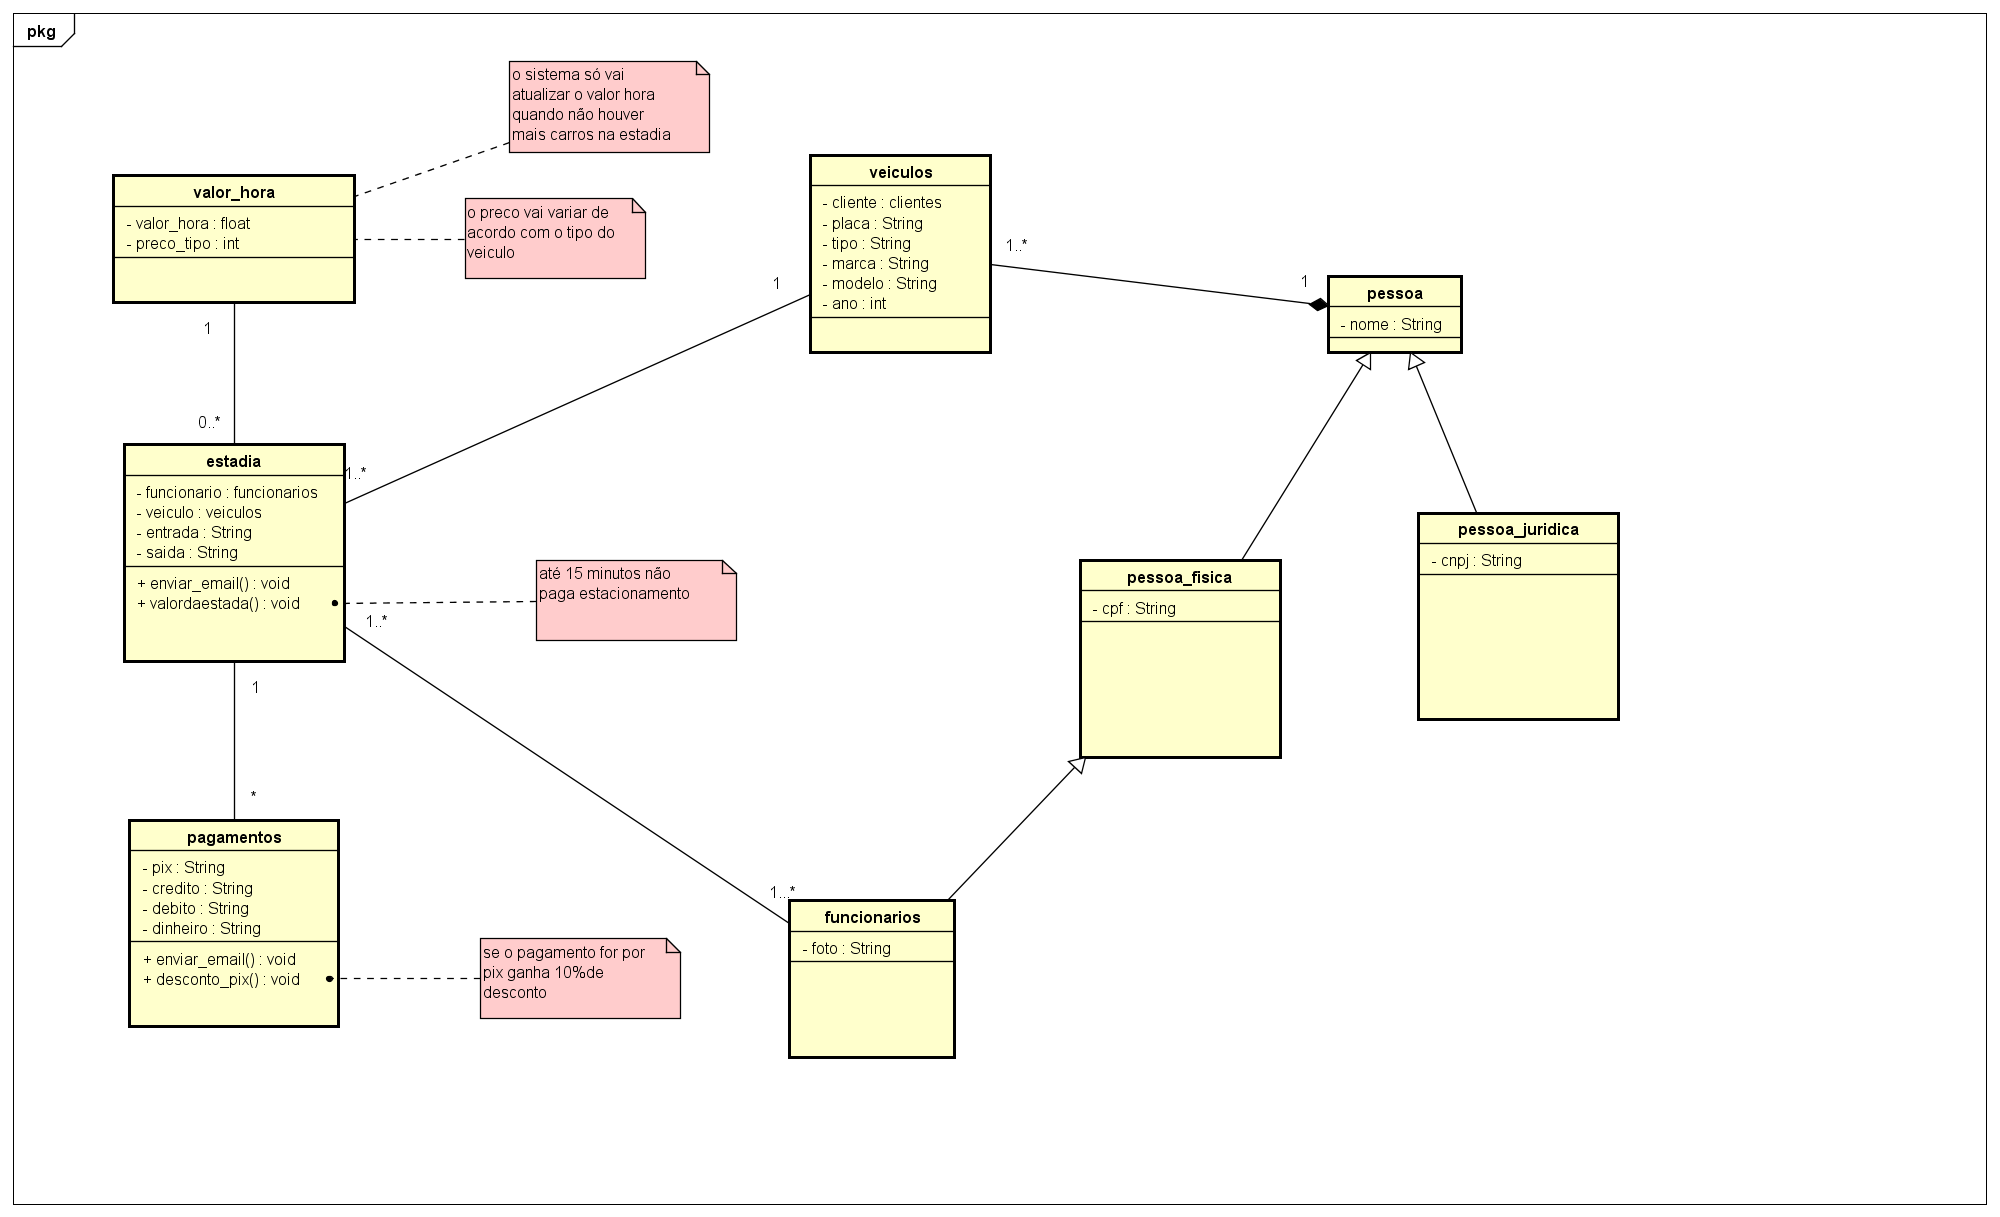 pkg
o sistema só vai
atualizar o valor hora
quando não houver
mais carros na estadia
valor_hora
- valor_hora : float
- preco_tipo : int
o preco vai variar de
acordo com o tipo do
veiculo
veiculos
- cliente : clientes
- placa : String
- tipo : String
- marca : String
- modelo : String
- ano : int
1..*
1
pessoa
- nome : String
1
1
0..*
1..*
estadia
- funcionario : funcionarios
- veiculo : veiculos
- entrada : String
- saida : String
+ enviar_email() : void
+ valordaestada() : void
até 15 minutos não
paga estacionamento
1..*
pessoa_fisica
- cpf : String
pessoa_juridica
- cnpj : String
1
*
pagamentos
- pix : String
- credito : String
- debito : String
- dinheiro : String
+ enviar_email() : void
+ desconto_pix() : void
se o pagamento for por
pix ganha 10%de
desconto
1...*
funcionarios
- foto : String